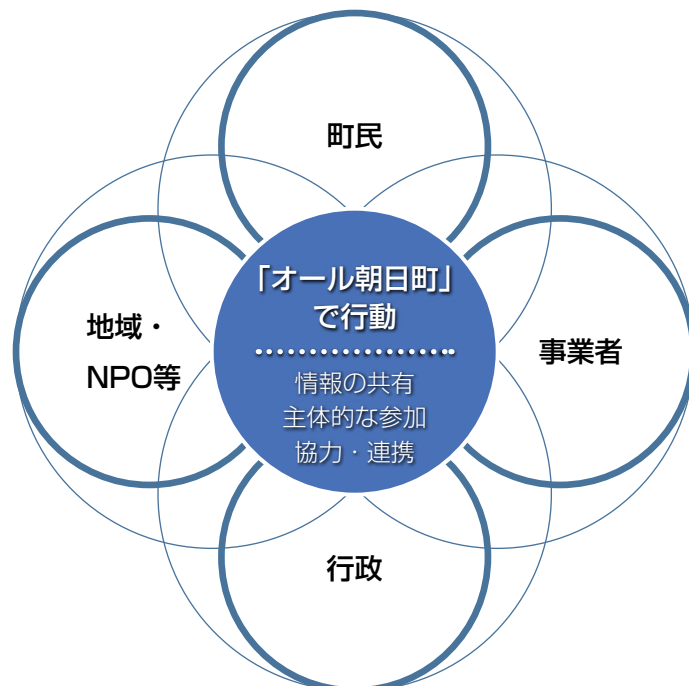 町民
「オール朝日町」
で行動
情報の共有
主体的な参加
協力・連携
地域・
NPO等
事業者
行政